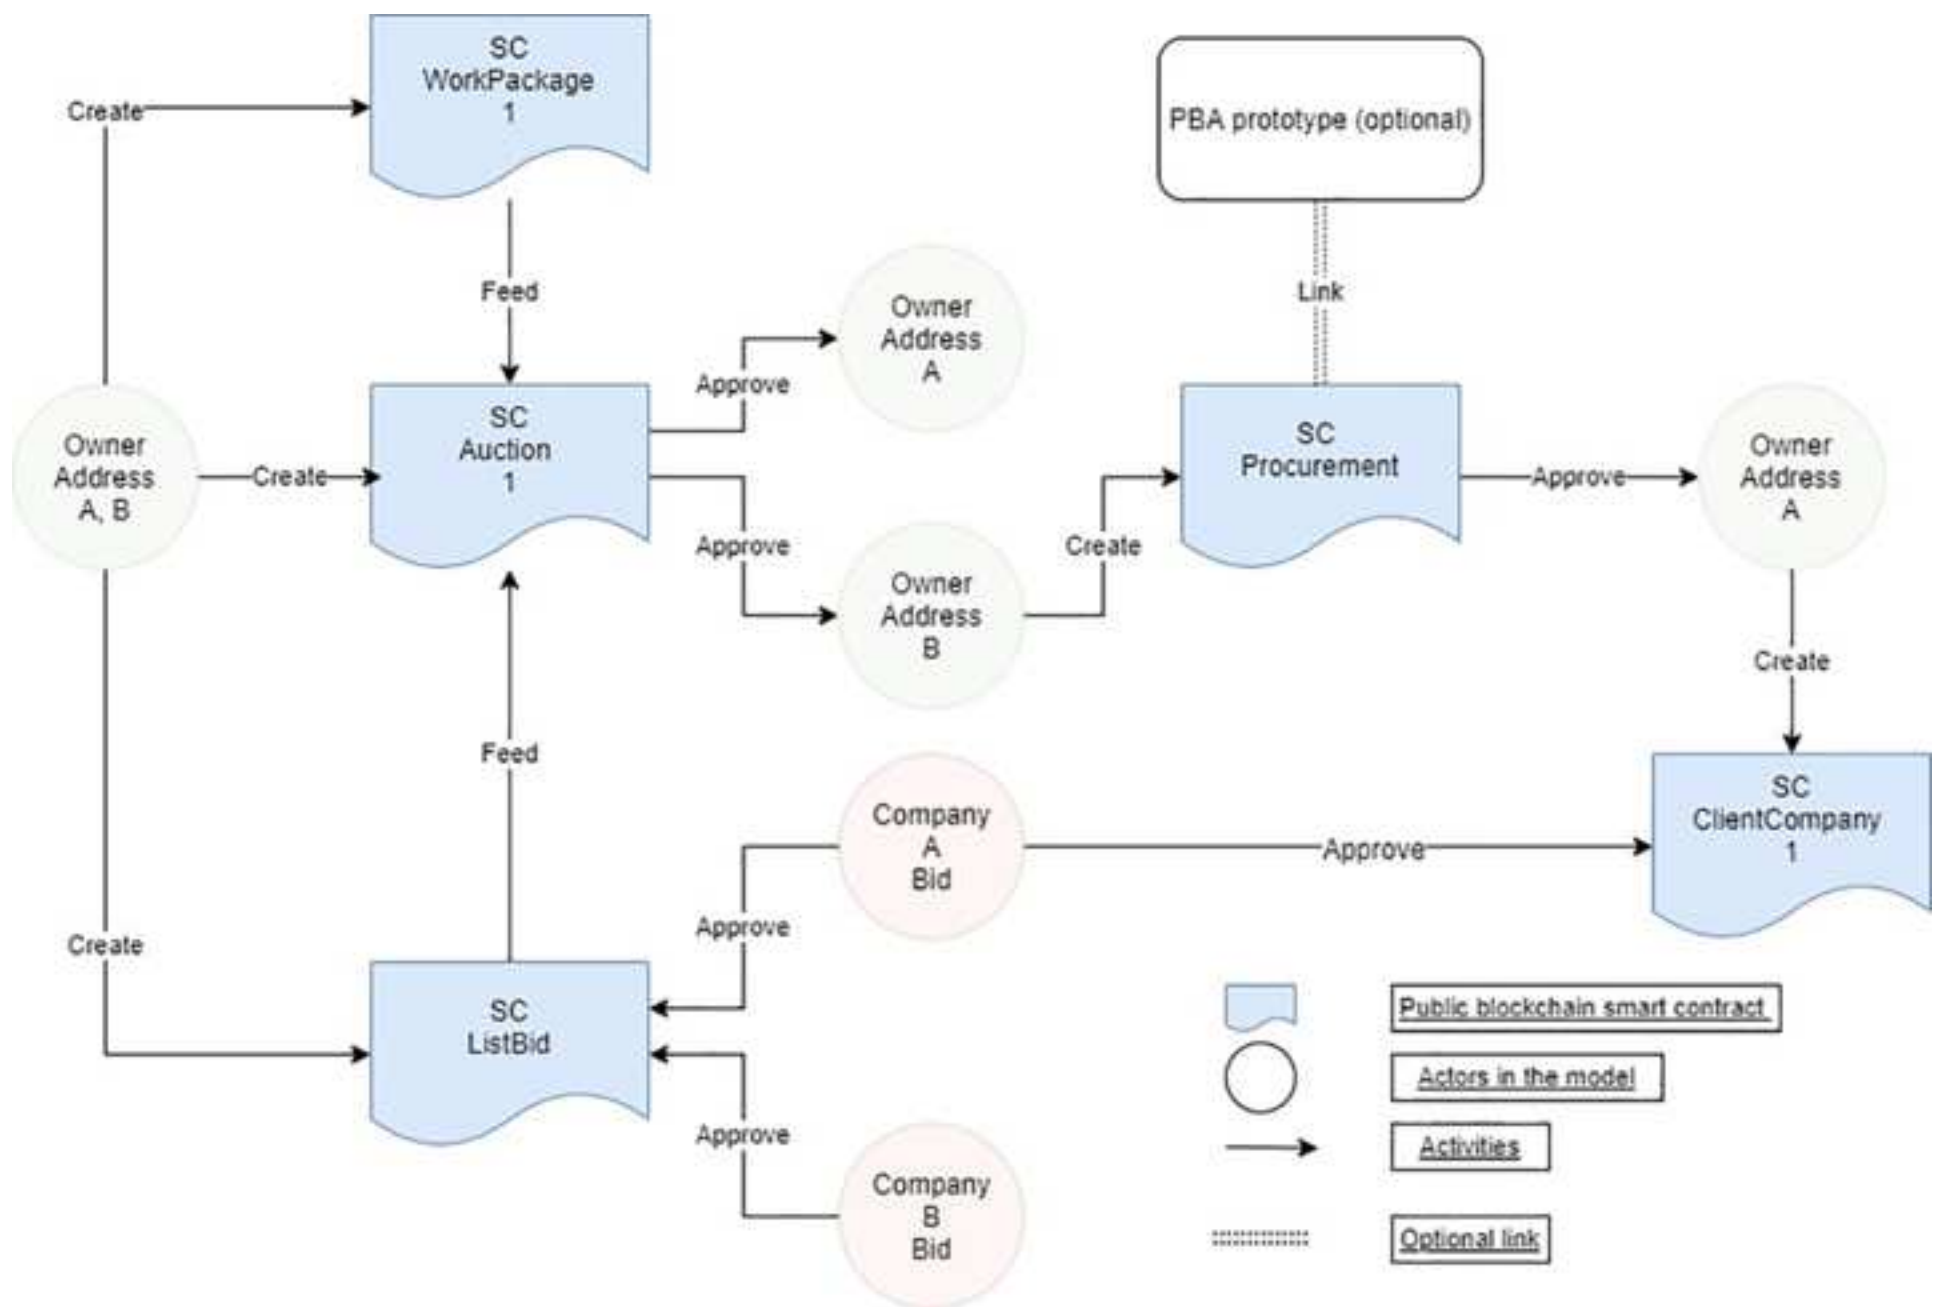 SC
WorkPackage
1
Create
PBA prototype (optional)
Feed
Link
Owner
Address
A
Approve
SC
Auction
1
Owner
Address
A, B
Create
Approve
Owner
Address
B
Create
SC
Procurement
Approve
Owner
Address
A
Create
Feed
Company
A
Bid
Approve
SC
ClientCompany
1
Approve
Create
SC
ListBid
Approve
Company
B
Bid
Public blockchain smart contract
Actors in the model
Activities
Optional link